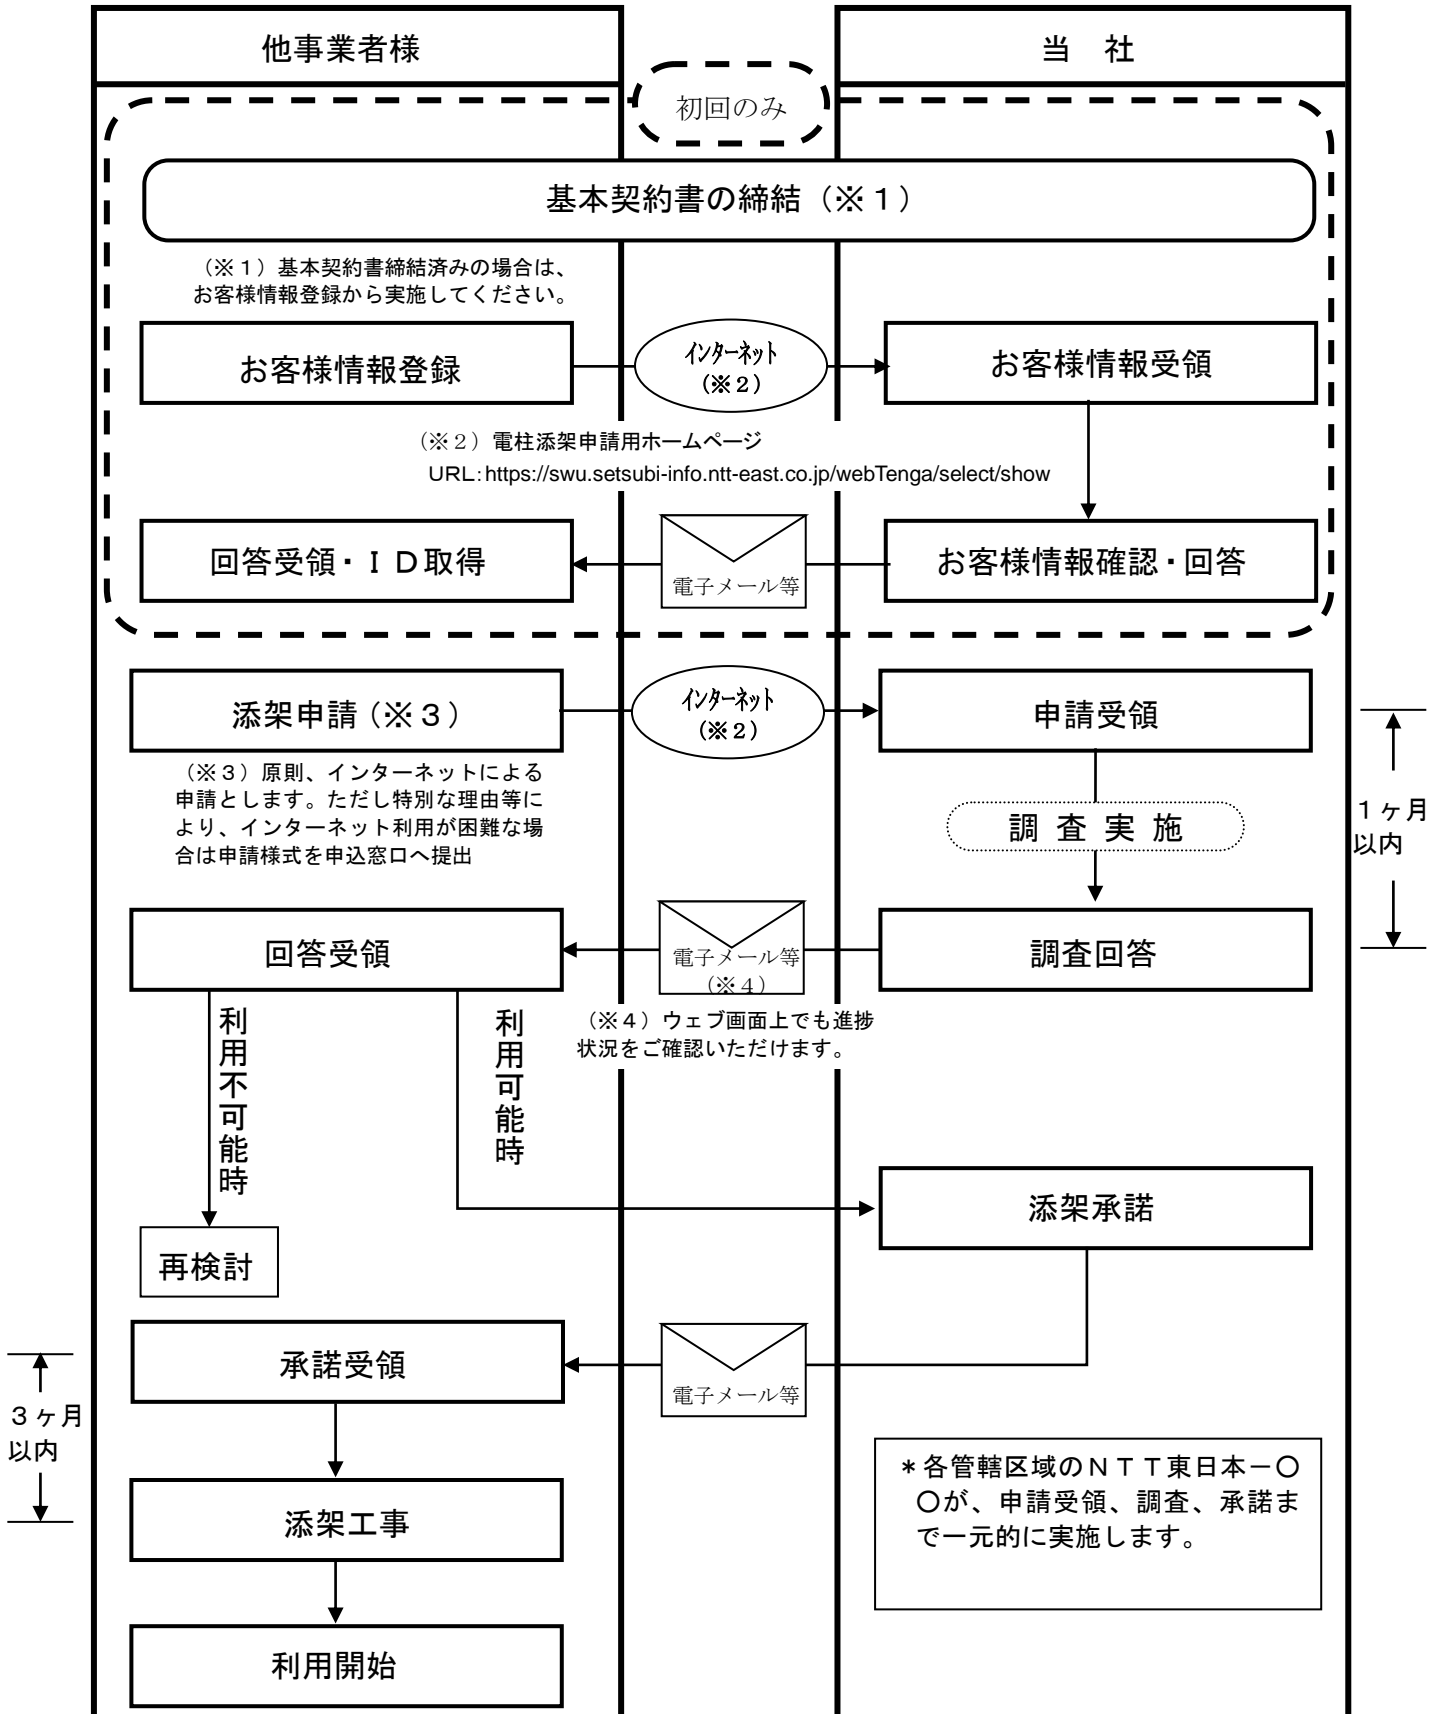 他事業者様
当　社
初回のみ
基本契約書の締結（※１）
（※１）基本契約書締結済みの場合は、
お客様情報登録から実施してください。
お客様情報登録
インターネット
（※２）
お客様情報受領
（※２）電柱添架申請用ホームページ
ＵＲＬ：https://swu.setsubi-info.ntt-east.co.jp/webTenga/select/show
回答受領・ＩＤ取得
電子メール等
お客様情報確認・回答
添架申請（※３）
インターネット
（※２）
申請受領
（※３）原則、インターネットによる
申請とします。ただし特別な理由等に
より、インターネット利用が困難な場
合は申請様式を申込窓口へ提出
調 査 実 施
１ヶ月
以内
回答受領
電子メール等
（※４）
調査回答
（※４）ウェブ画面上でも進捗
状況をご確認いただけます。
利用不可能時
利用可能時
添架承諾
再検討
承諾受領
電子メール等
３ヶ月
以内
＊各管轄区域のＮＴＴ東日本－〇
〇が、申請受領、調査、承諾ま
で一元的に実施します。
添架工事
利用開始